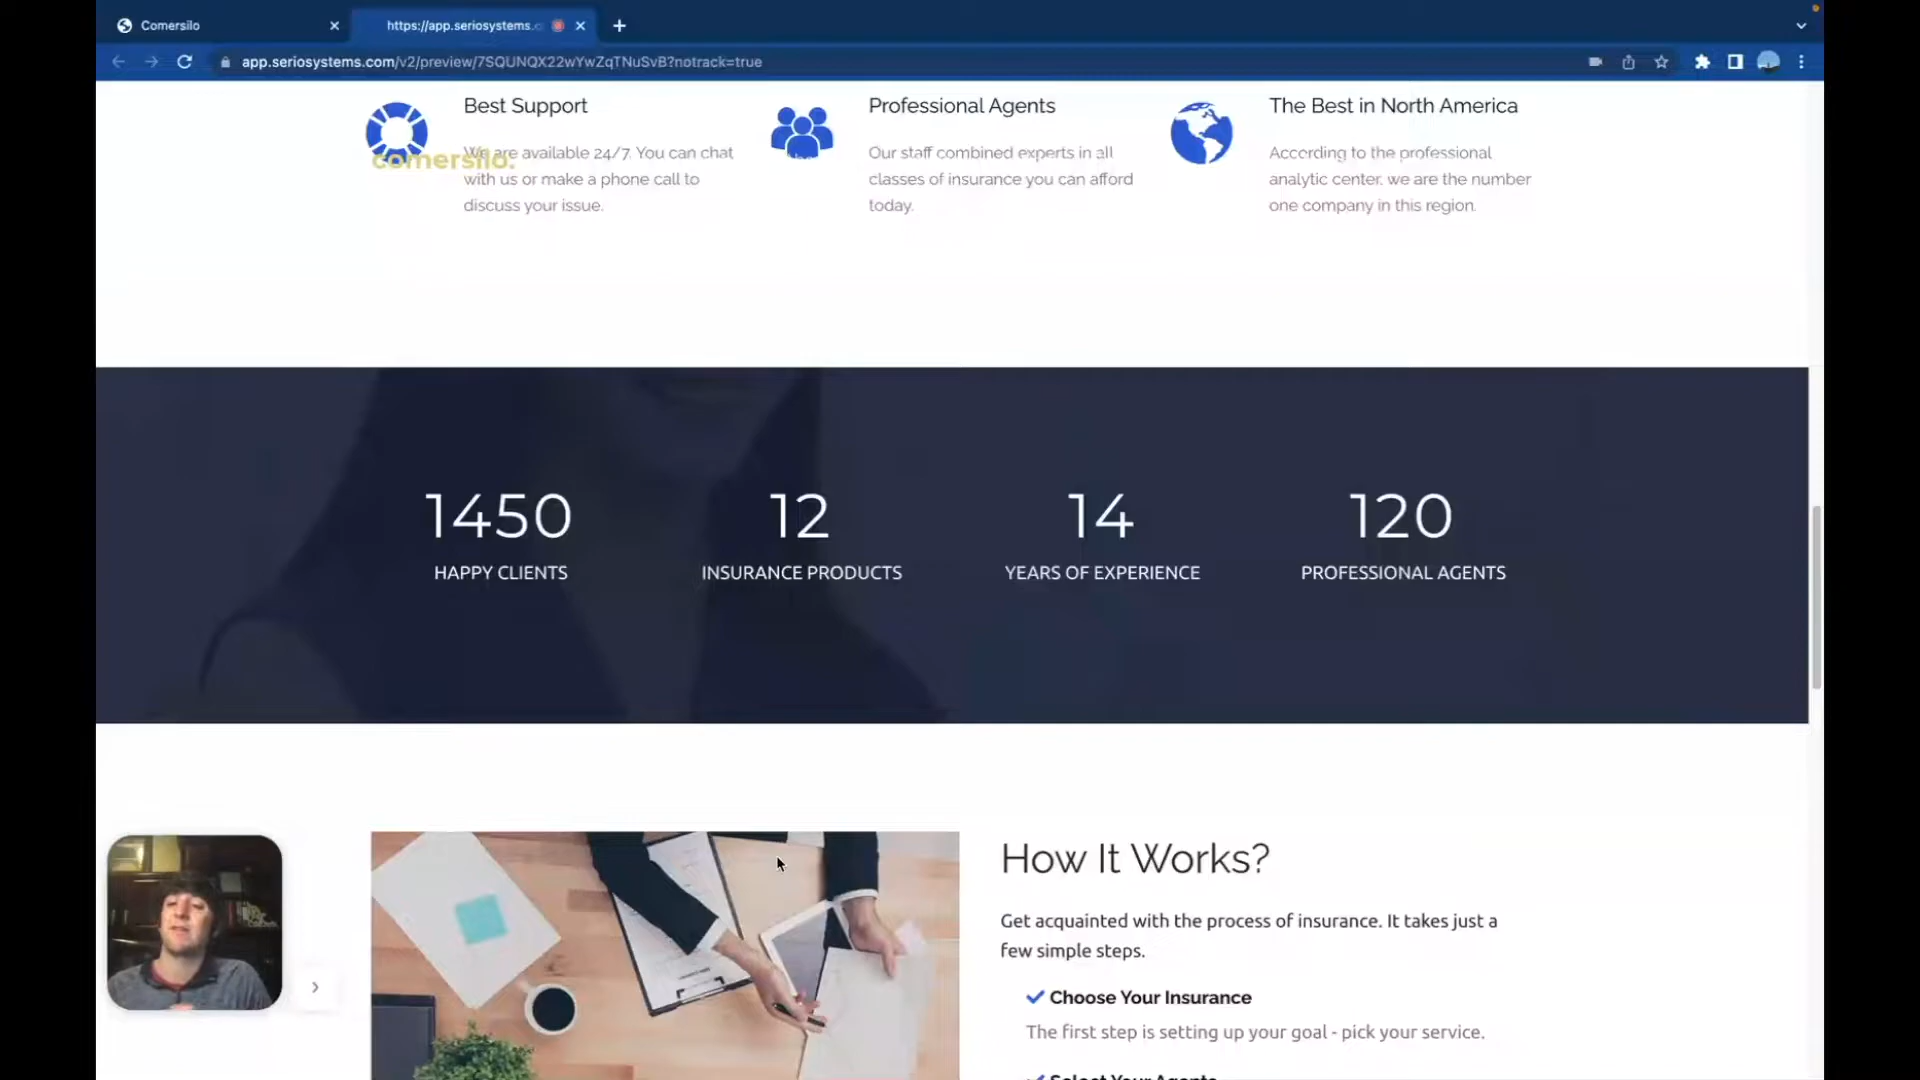 Comersilo
https://app.seriosystems.c
app.seriosystems.com/v2/preview/7SQUNQX22wYwZqTNuSvB?notrack=true
Best Support
We are available 24/7. You can chat
with us or make a phone call to
discuss your issue.
comersilo.
Professional Agents
Our staff combined experts in all
classes of insurance you can afford
today.
The Best in North America
According to the professional
analytic center, we are the number
one company in this region.
1450
HAPPY CLIENTS
12
INSURANCE PRODUCTS
14
YEARS OF EXPERIENCE
120
PROFESSIONAL AGENTS
How It Works?
Get acquainted with the process of insurance. It takes just a
few simple steps.
Choose Your Insurance
The first step is setting up your goal - pick your service.
Select Your Agents